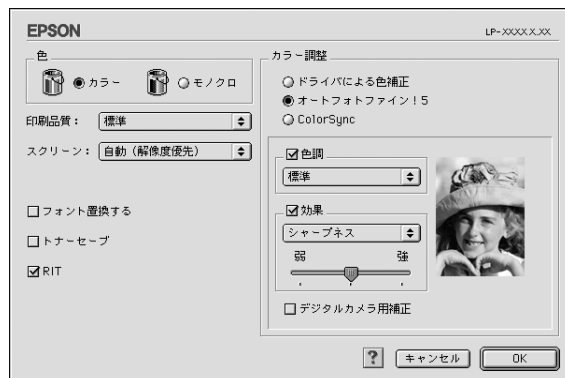 EPSON
LP-XXXXX.XX
色
カラー
モノクロ
印刷品質：
標準
スクリーン：
自動（解像度優先）
フォント置換する
トナーセーブ
RIT
カラー調整
ドライバによる色補正
オートフォトファイン！5
ColorSync
色調
標準
効果
シャープネス
弱
強
デジタルカメラ用補正
?
キャンセル
OK